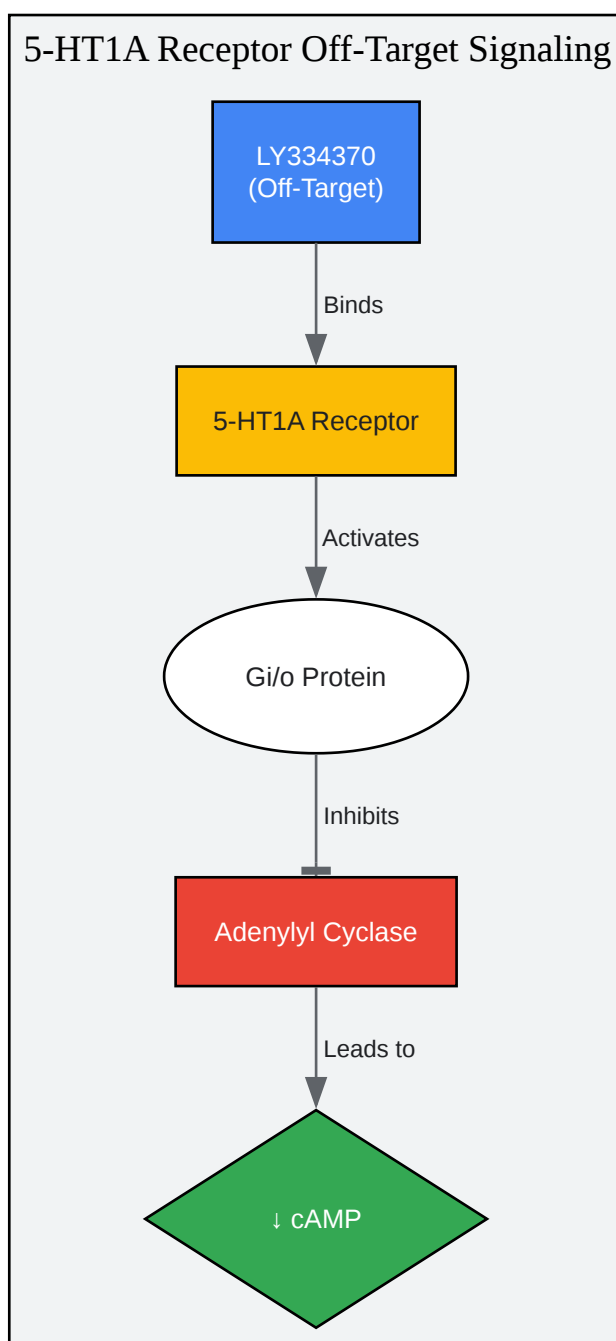 5-HT1A Receptor Off-Target Signaling
LY334370
(Off-Target)
Binds
5-HT1A Receptor
Activates
Gi/o Protein
Inhibits
Adenylyl Cyclase
Leads to
↓ cAMP